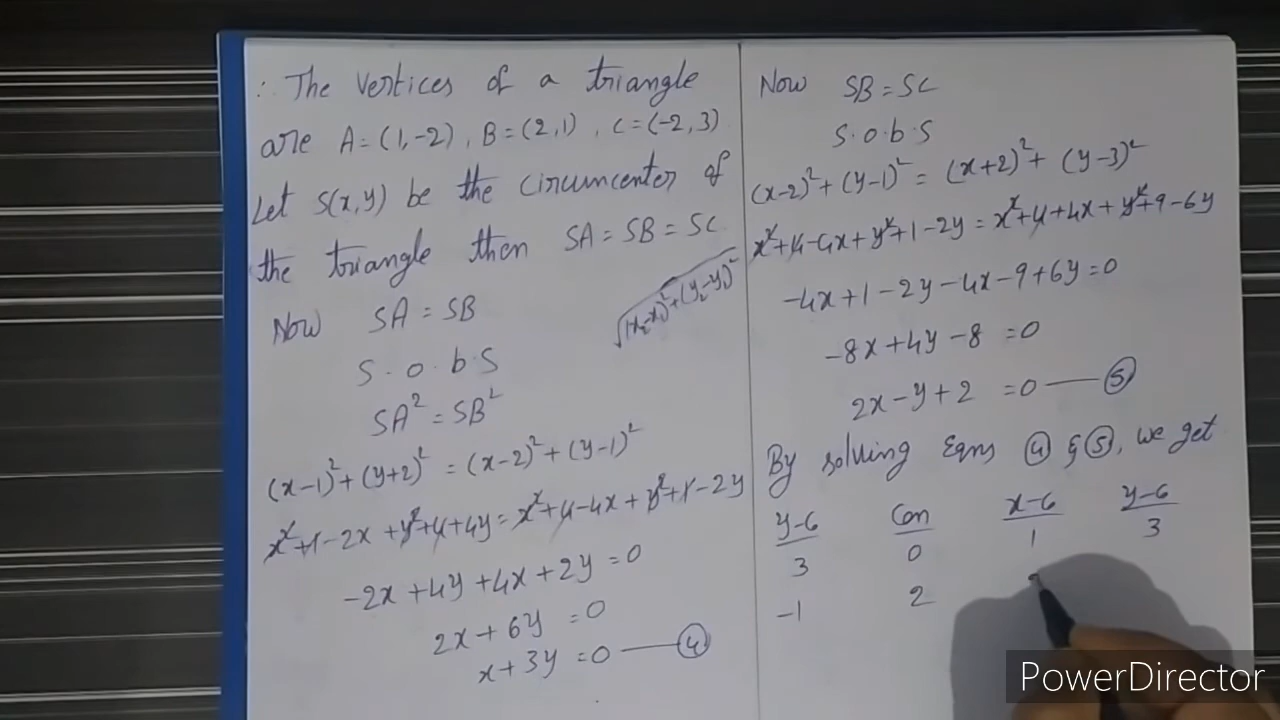 ∴ The vertices of a triangle
are A=(1,-2), B=(2,1), C=(-2,3)
Let S(x,y) be the circumcenter of
the triangle then SA = SB = SC
√(x₂-x₁)²+(y₂-y₁)²
Now SA = SB
S.O.b.S
SA² = SB²
(x-1)²+(y+2)² = (x-2)²+(y-1)²
x²+1-2x+y²+4+4y = x²+4-4x+y²+1-2y
-2x+4y+4x+2y=0
2x+6y=0
x+3y=0 — ④
Now SB=SC
S.O.b.S
(x-2)²+(y-1)² = (x+2)²+(y-3)²
x²+4-4x+y²+1-2y = x²+4+4x+y²+9-6y
-4x+1-2y-4x-9+6y=0
-8x+4y-8=0
2x-y+2=0 — ⑤
By solving Eqns ④ & ⑤, we get
y-6 Con x-6 y-6
3 0 1 3
-1 2
PowerDirector